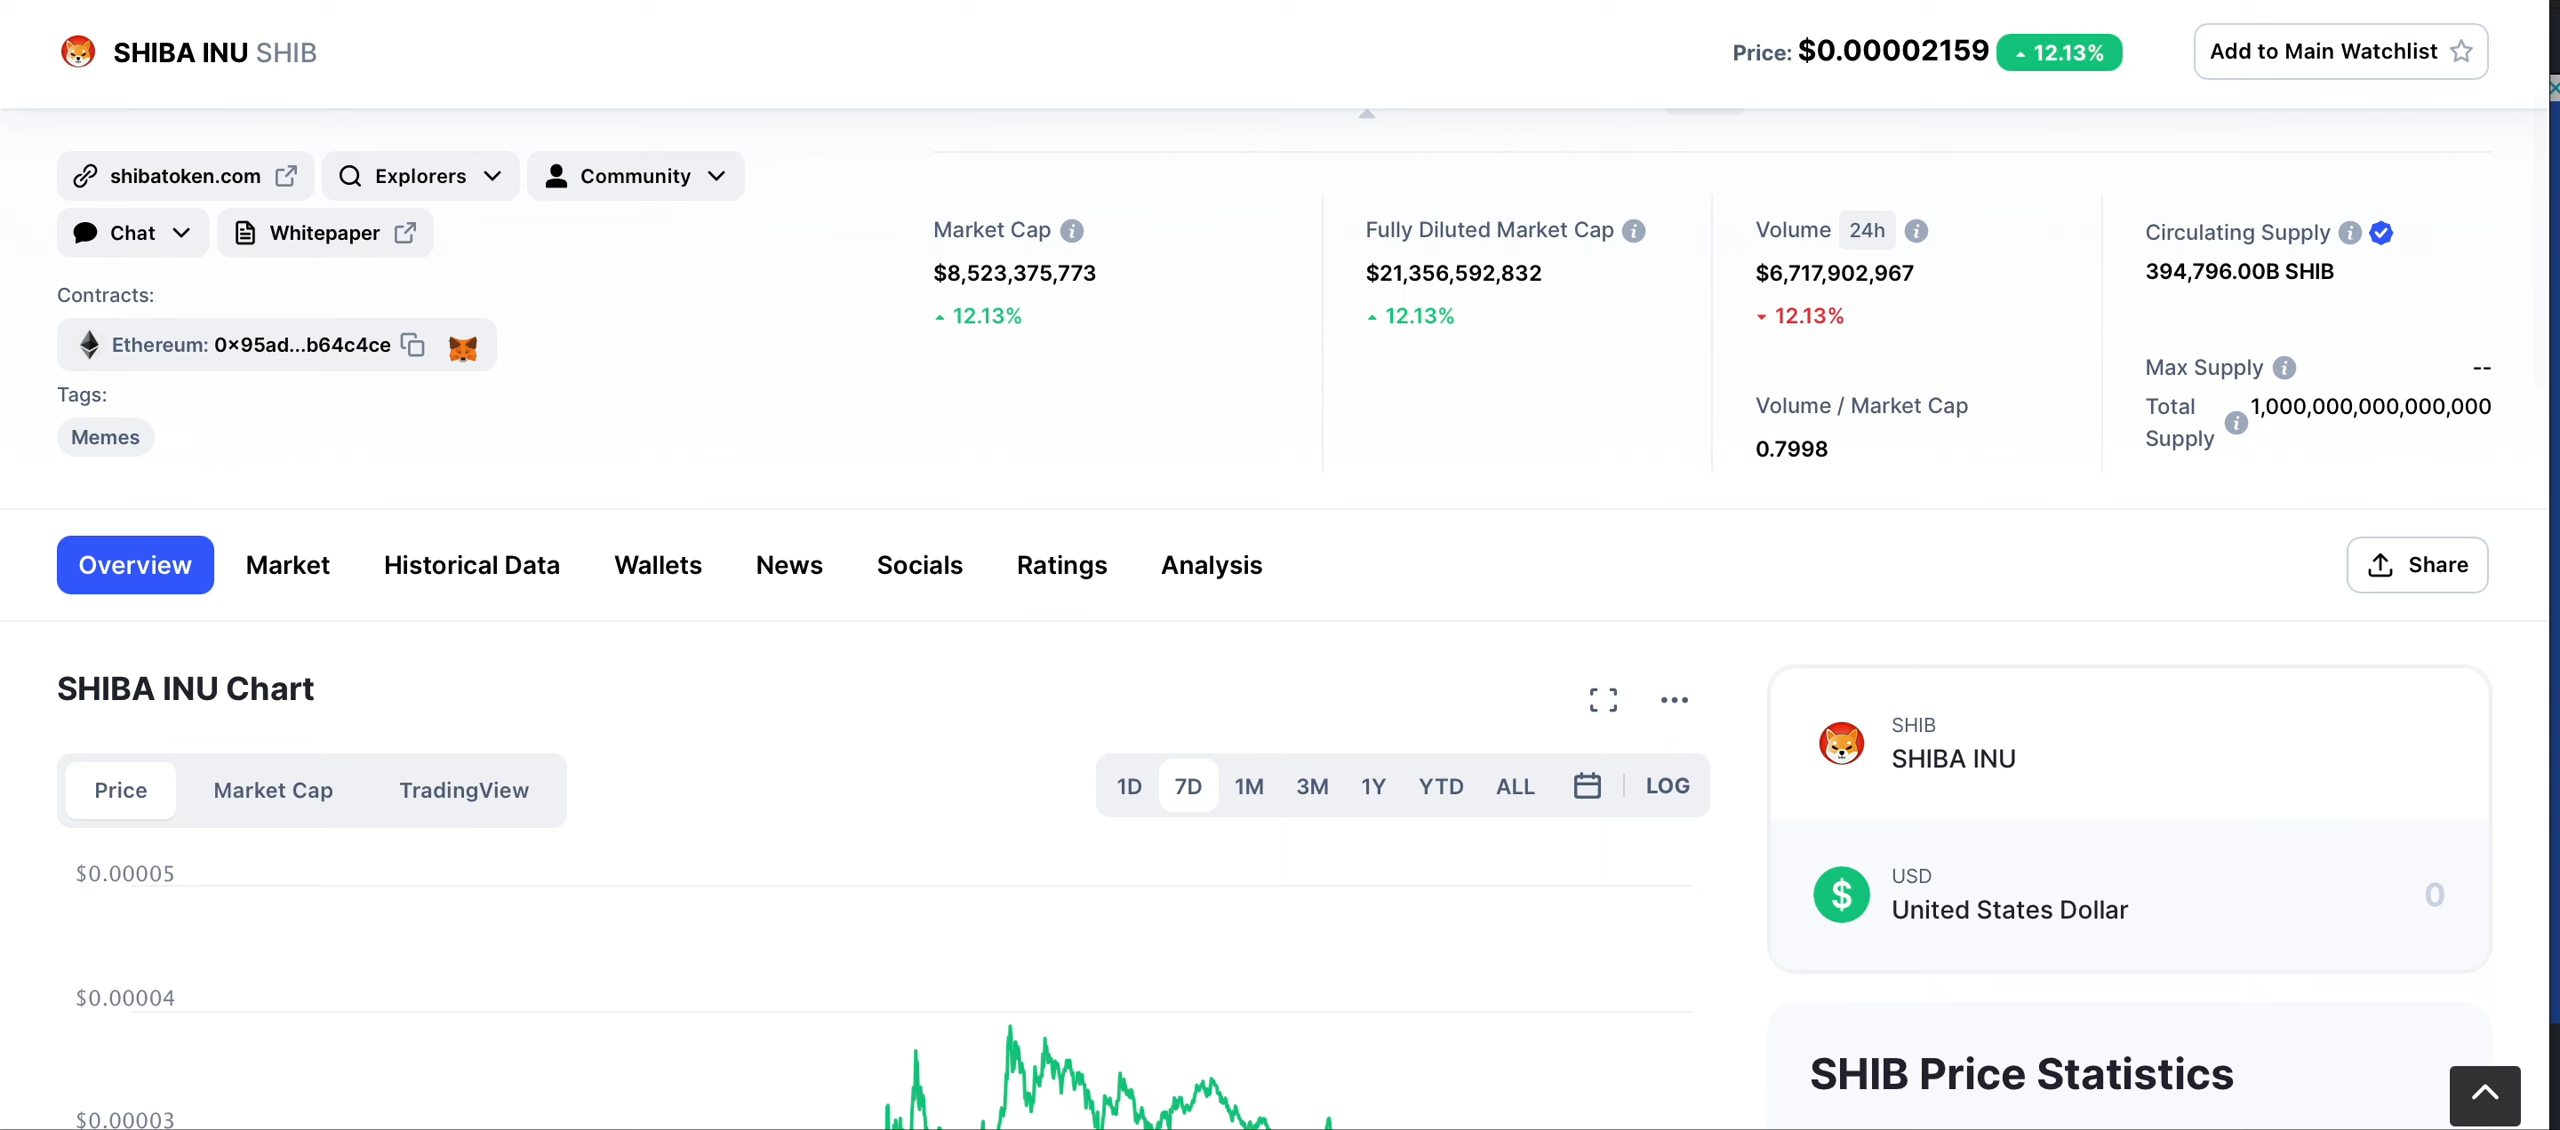 SHIBA INU SHIB
Price: $0.00002159 12.13%
Add to Main Watchlist
shibatoken.com
Explorers
Community
Chat
Whitepaper
Contracts:
Ethereum: 0x95ad...b64c4ce
Tags:
Memes
Market Cap
$8,523,375,773
12.13%
Fully Diluted Market Cap
$21,356,592,832
12.13%
Volume 24h
$6,717,902,967
12.13%
Volume / Market Cap
0.7998
Circulating Supply
394,796.00B SHIB
Max Supply --
Total Supply 1,000,000,000,000,000
Overview Market Historical Data Wallets News Socials Ratings Analysis
Share
SHIBA INU Chart
Price Market Cap TradingView
1D 7D 1M 3M 1Y YTD ALL LOG
$0.00005
$0.00004
$0.00003
SHIB
SHIBA INU
USD
United States Dollar
0
SHIB Price Statistics